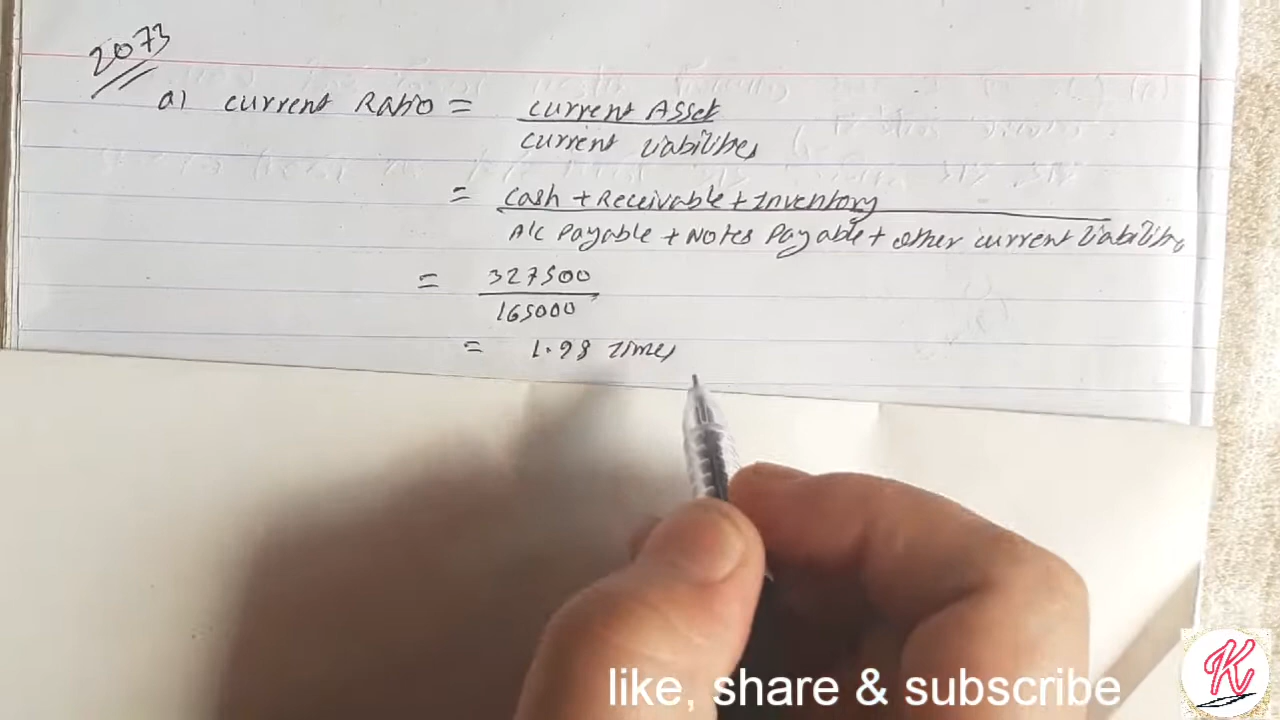 2073
a) current Ratio = current Asset
current Liabilities
= cash + Receivable + Inventory
A/c Payable + Notes Payable + other current liabilities
= 327500
165000
= 1.98 times
like, share & subscribe
K